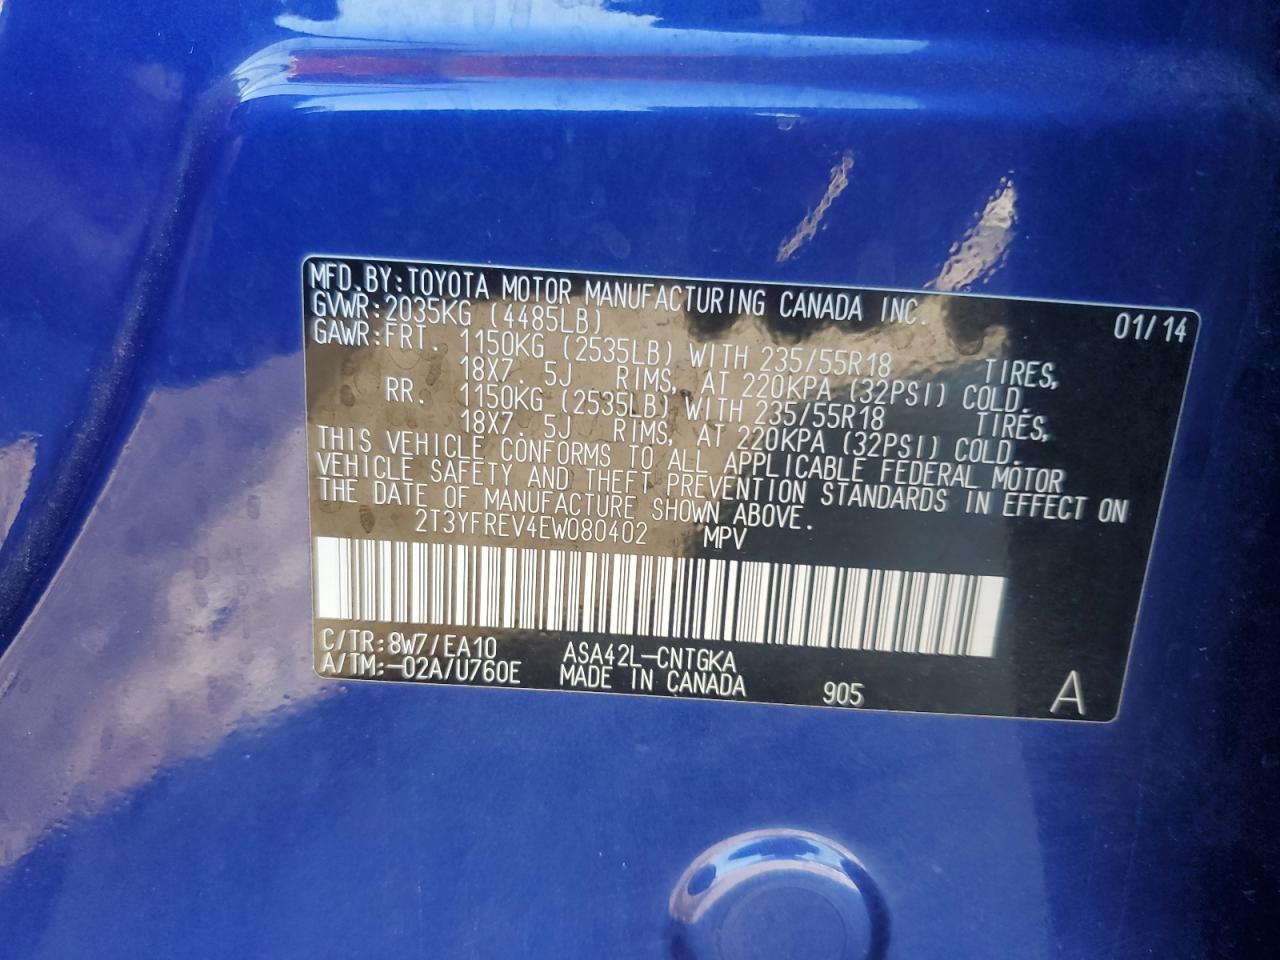 MFD.BY:TOYOTA MOTOR MANUFACTURING CANADA INC. 01/14
GVWR:2035KG (4485LB)
GAWR:FRT. 1150KG (2535LB) WITH 235/55R18 TIRES,
18X7.5J RIMS, AT 220KPA (32PSI) COLD.
RR. 1150KG (2535LB) WITH 235/55R18 TIRES,
18X7.5J RIMS, AT 220KPA (32PSI) COLD.
THIS VEHICLE CONFORMS TO ALL APPLICABLE FEDERAL MOTOR
VEHICLE SAFETY AND THEFT PREVENTION STANDARDS IN EFFECT ON
THE DATE OF MANUFACTURE SHOWN ABOVE.
2T3YFREV4EW080402 MPV
C/TR:8W7/EA10 ASA42L-CNTGKA
A/TM:-02A/U760E MADE IN CANADA 905 A